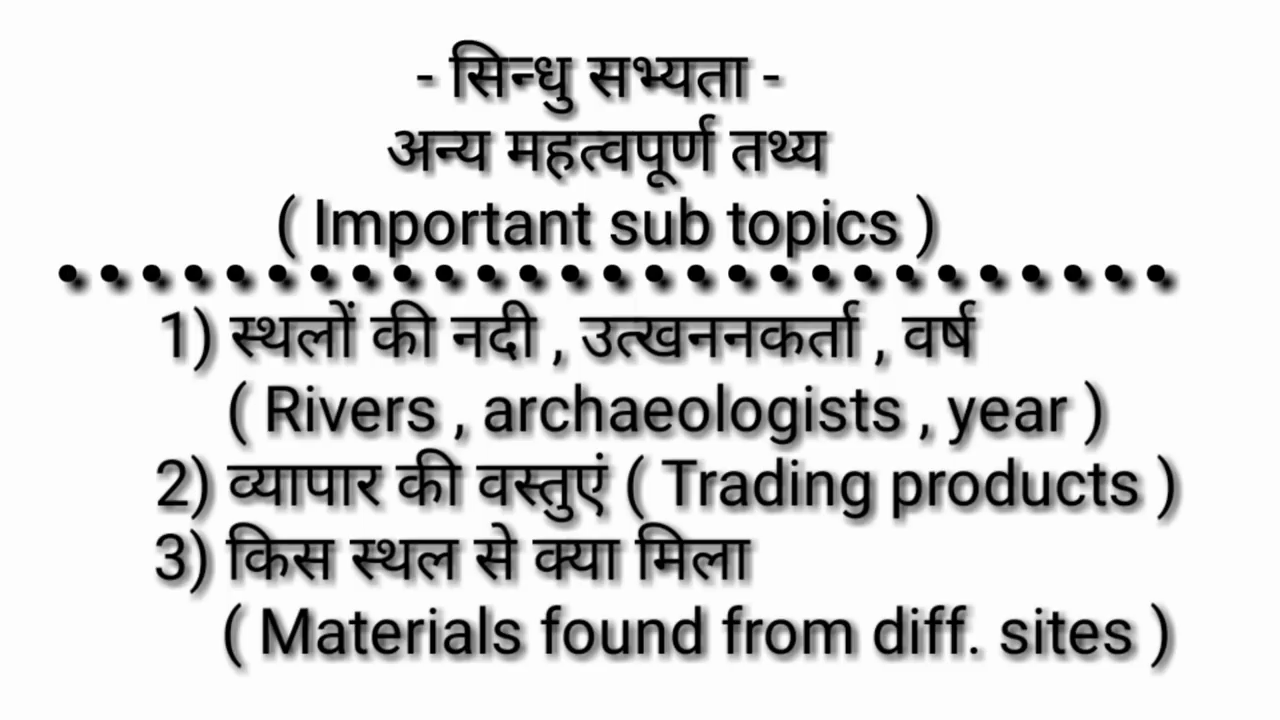 - सिन्धु सभ्यता -
अन्य महत्वपूर्ण तथ्य
( Important sub topics )
1) स्थलों की नदी , उत्खननकर्ता , वर्ष
( Rivers , archaeologists , year )
2) व्यापार की वस्तुएं ( Trading products )
3) किस स्थल से क्या मिला
( Materials found from diff. sites )